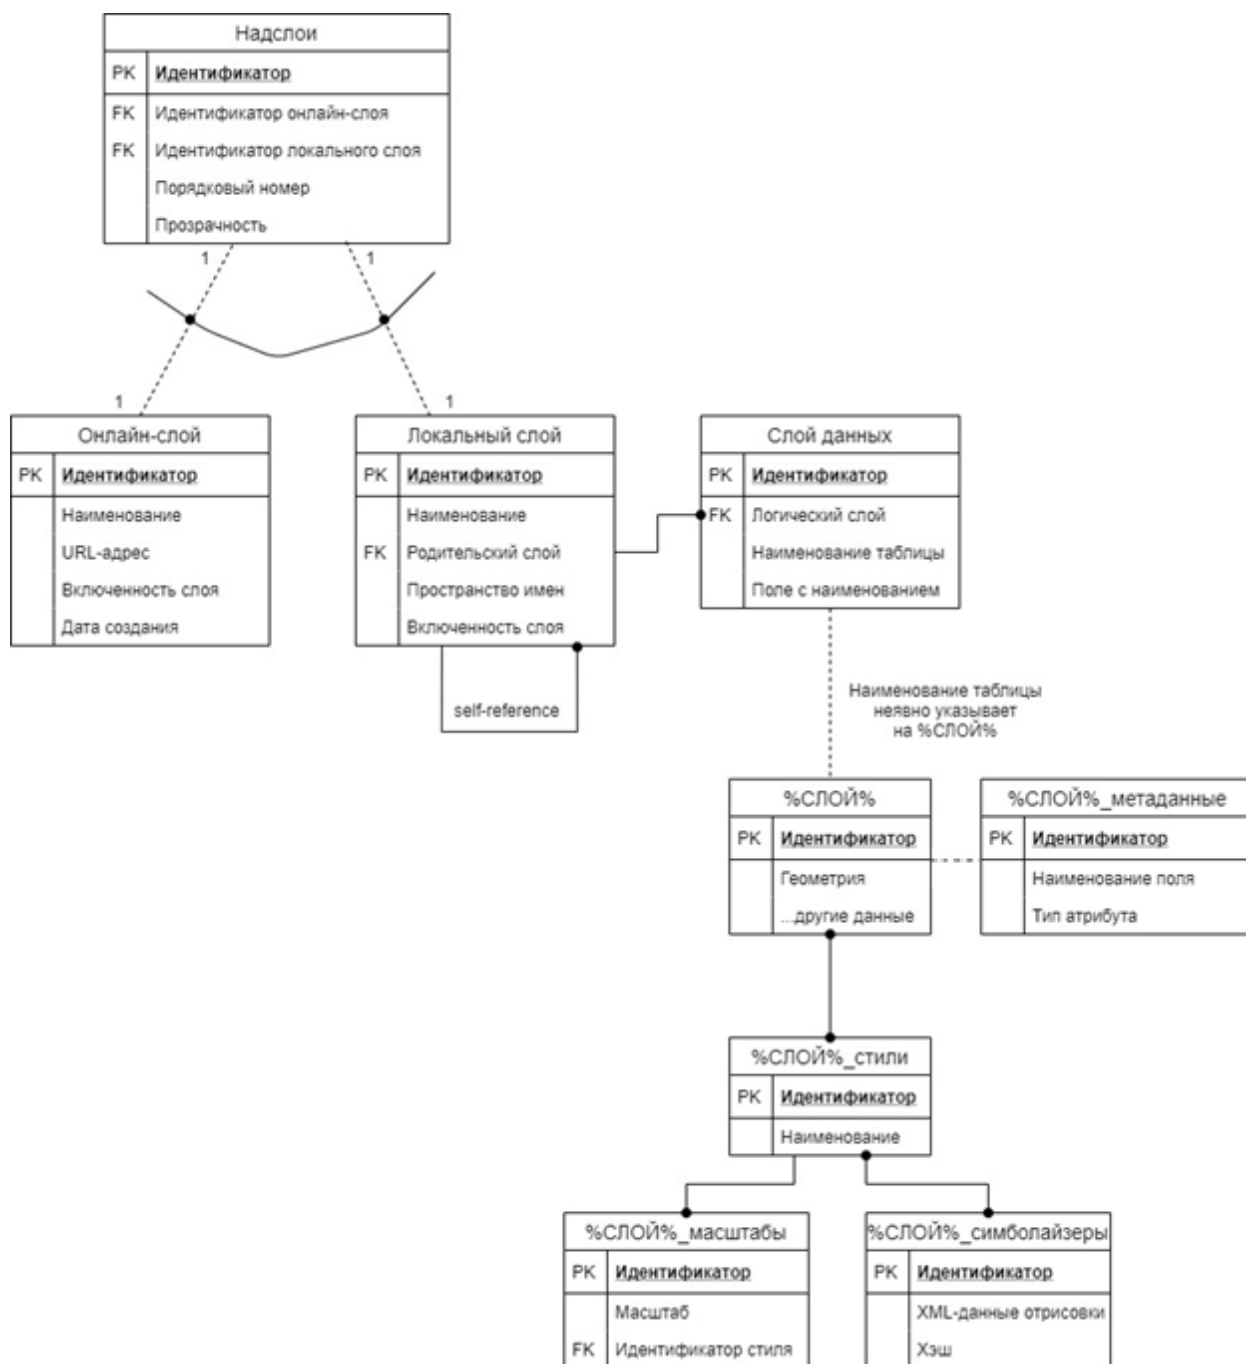 Надслои
PK Идентификатор
FK Идентификатор онлайн-слоя
FK Идентификатор локального слоя
Порядковый номер
Прозрачность
1 1
1 1
Онлайн-слой
PK Идентификатор
Наименование
URL-адрес
Включенность слоя
Дата создания
Локальный слой
PK Идентификатор
Наименование
FK Родительский слой
Пространство имен
Включенность слоя
self-reference
Слой данных
PK Идентификатор
FK Логический слой
Наименование таблицы
Поле с наименованием
Наименование таблицы
неявно указывает
на %СЛОЙ%
%СЛОЙ%
PK Идентификатор
Геометрия
...другие данные
%СЛОЙ%_метаданные
PK Идентификатор
Наименование поля
Тип атрибута
%СЛОЙ%_стили
PK Идентификатор
Наименование
%СЛОЙ%_масштабы
PK Идентификатор
Масштаб
FK Идентификатор стиля
%СЛОЙ%_символайзеры
PK Идентификатор
XML-данные отрисовки
Хэш